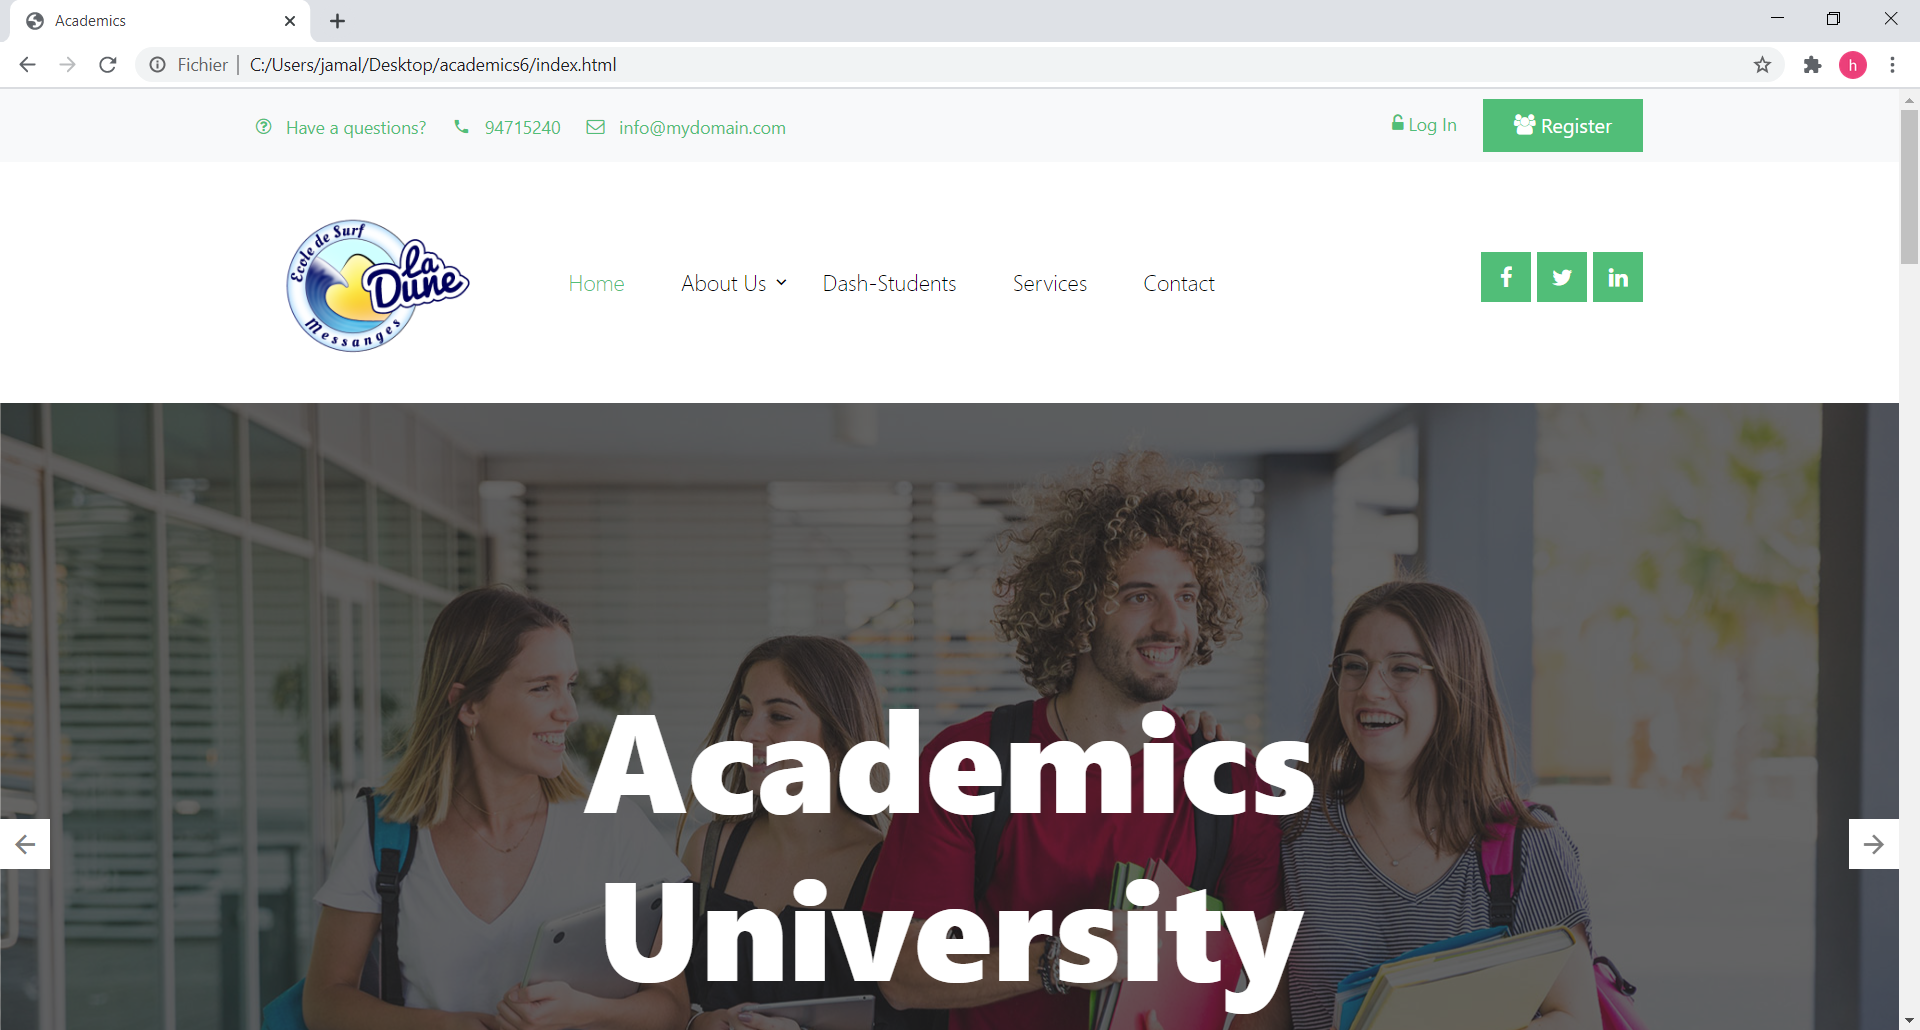 Academics
Fichier | C:/Users/jamal/Desktop/academics6/index.html
h
Have a questions? 94715240 info@mydomain.com Log In Register
Ecole de Surf
la
Dune
Messanges
Home About Us Dash-Students Services Contact
Academics
University